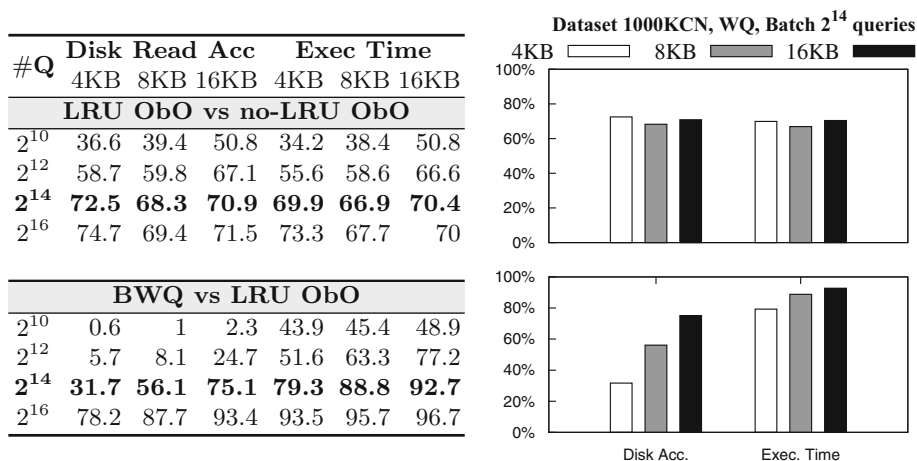 #Q Disk Read Acc Exec Time
4KB 8KB 16KB 4KB 8KB 16KB
LRU ObO vs no-LRU ObO
2^10 36.6 39.4 50.8 34.2 38.4 50.8
2^12 58.7 59.8 67.1 55.6 58.6 66.6
2^14 72.5 68.3 70.9 69.9 66.9 70.4
2^16 74.7 69.4 71.5 73.3 67.7 70
BWQ vs LRU ObO
2^10 0.6 1 2.3 43.9 45.4 48.9
2^12 5.7 8.1 24.7 51.6 63.3 77.2
2^14 31.7 56.1 75.1 79.3 88.8 92.7
2^16 78.2 87.7 93.4 93.5 95.7 96.7
Dataset 1000KCN, WQ, Batch 2^14 queries
4KB 8KB 16KB
100%
80%
60%
40%
20%
0%
100%
80%
60%
40%
20%
0%
Disk Acc. Exec. Time